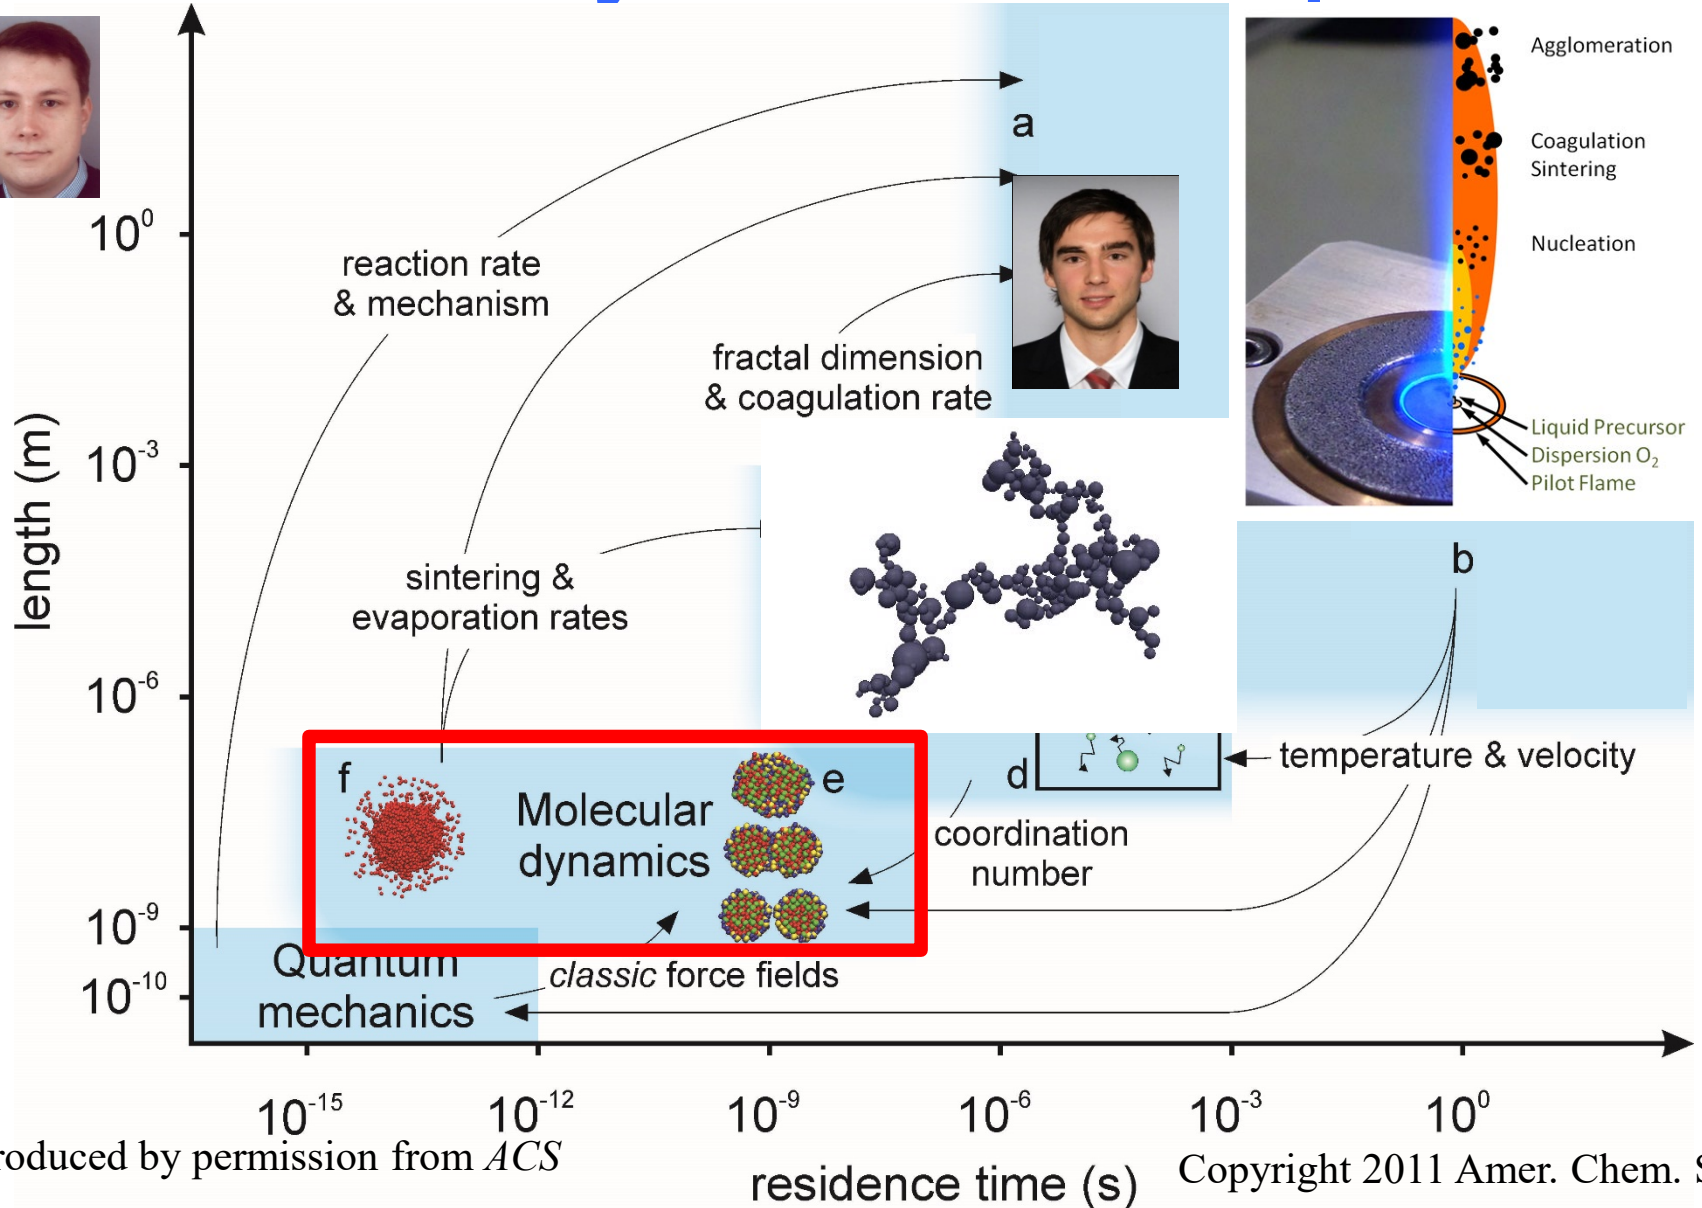 a
Agglomeration
Coagulation
Sintering
Nucleation
10⁰
reaction rate
& mechanism
fractal dimension
& coagulation rate
Liquid Precursor
Dispersion O₂
Pilot Flame
length (m)
10⁻³
b
sintering &
evaporation rates
10⁻⁶
temperature & velocity
f
Molecular
dynamics
e
d
coordination
number
10⁻⁹
Quantum
mechanics
classic force fields
10⁻¹⁰
10⁻¹⁵
10⁻¹²
10⁻⁹
10⁻⁶
10⁻³
10⁰
roduced by permission from ACS
residence time (s)
Copyright 2011 Amer. Chem. S